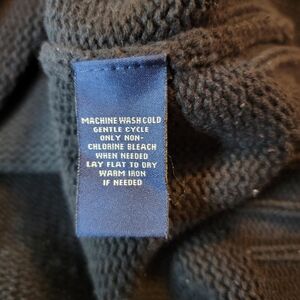 MACHINE WASH COLD
GENTLE CYCLE
ONLY NON-
CHLORINE BLEACH
WHEN NEEDED
LAY FLAT TO DRY
WARM IRON
IF NEEDED